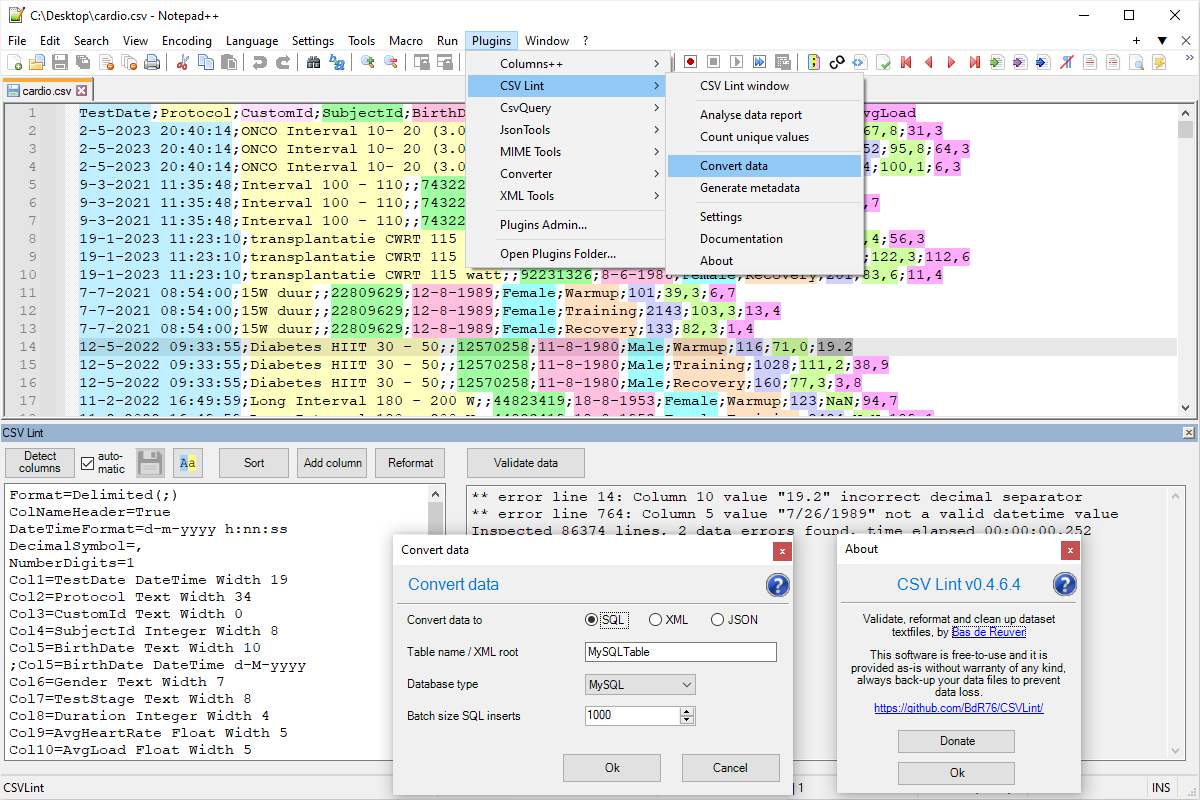 C:\Desktop\cardio.csv - Notepad++
File Edit Search View Encoding Language Settings Tools Macro Run Plugins Window ?
cardio.csv
Columns++
CSV Lint
CsvQuery
JsonTools
MIME Tools
Converter
XML Tools
Plugins Admin...
Open Plugins Folder...
CSV Lint window
Analyse data report
Count unique values
Convert data
Generate metadata
Settings
Documentation
About
1 TestDate;Protocol;CustomId;SubjectId;BirthD vgLoad
2 2-5-2023 20:40:14;ONCO Interval 10- 20 (3.0 67,8;31,3
3 2-5-2023 20:40:14;ONCO Interval 10- 20 (3.0 52;95,8;64,3
4 2-5-2023 20:40:14;ONCO Interval 10- 20 (3.0 4;100,1;6,3
5 9-3-2021 11:35:48;Interval 100 - 110;;74322
6 9-3-2021 11:35:48;Interval 100 - 110;;74322 ,7
7 9-3-2021 11:35:48;Interval 100 - 110;;74322
8 19-1-2023 11:23:10;transplantatie CWRT 115 ,4;56,3
9 19-1-2023 11:23:10;transplantatie CWRT 115 ;122,3;112,6
10 19-1-2023 11:23:10;transplantatie CWRT 115 watt;;92231326;8-6-1986;Female;Recovery;201;83,6;11,4
11 7-7-2021 08:54:00;15W duur;;22809629;12-8-1989;Female;Warmup;101;39,3;6,7
12 7-7-2021 08:54:00;15W duur;;22809629;12-8-1989;Female;Training;2143;103,3;13,4
13 7-7-2021 08:54:00;15W duur;;22809629;12-8-1989;Female;Recovery;133;82,3;1,4
14 12-5-2022 09:33:55;Diabetes HIIT 30 - 50;;12570258;11-8-1980;Male;Warmup;116;71,0;19.2
15 12-5-2022 09:33:55;Diabetes HIIT 30 - 50;;12570258;11-8-1980;Male;Training;1028;111,2;38,9
16 12-5-2022 09:33:55;Diabetes HIIT 30 - 50;;12570258;11-8-1980;Male;Recovery;160;77,3;3,8
17 11-2-2022 16:49:59;Long Interval 180 - 200 W;;44823419;18-8-1953;Female;Warmup;123;NaN;94,7
CSV Lint
Detect
columns
auto-
matic
Aa
Sort
Add column
Reformat
Validate data
Format=Delimited(;)
ColNameHeader=True
DateTimeFormat=d-m-yyyy h:nn:ss
DecimalSymbol=,
NumberDigits=1
Col1=TestDate DateTime Width 19
Col2=Protocol Text Width 34
Col3=CustomId Text Width 0
Col4=SubjectId Integer Width 8
Col5=BirthDate Text Width 10
;Col5=BirthDate DateTime d-M-yyyy
Col6=Gender Text Width 7
Col7=TestStage Text Width 8
Col8=Duration Integer Width 4
Col9=AvgHeartRate Float Width 5
Col10=AvgLoad Float Width 5
** error line 14: Column 10 value "19.2" incorrect decimal separator
** error line 764: Column 5 value "7/26/1989" not a valid datetime value
Inspected 86374 lines, 2 data errors found, time elapsed 00:00:00.252
Convert data
Convert data
?
Convert data to SQL XML JSON
Table name / XML root MySQLTable
Database type MySQL
Batch size SQL inserts 1000
Ok Cancel
About
CSV Lint v0.4.6.4
?
Validate, reformat and clean up dataset
textfiles, by Bas de Reuver
This software is free-to-use and it is
provided as-is without warranty of any kind,
always back-up your data files to prevent
data loss.
https://github.com/BdR76/CSVLint/
Donate
Ok
CSVLint
1
INS